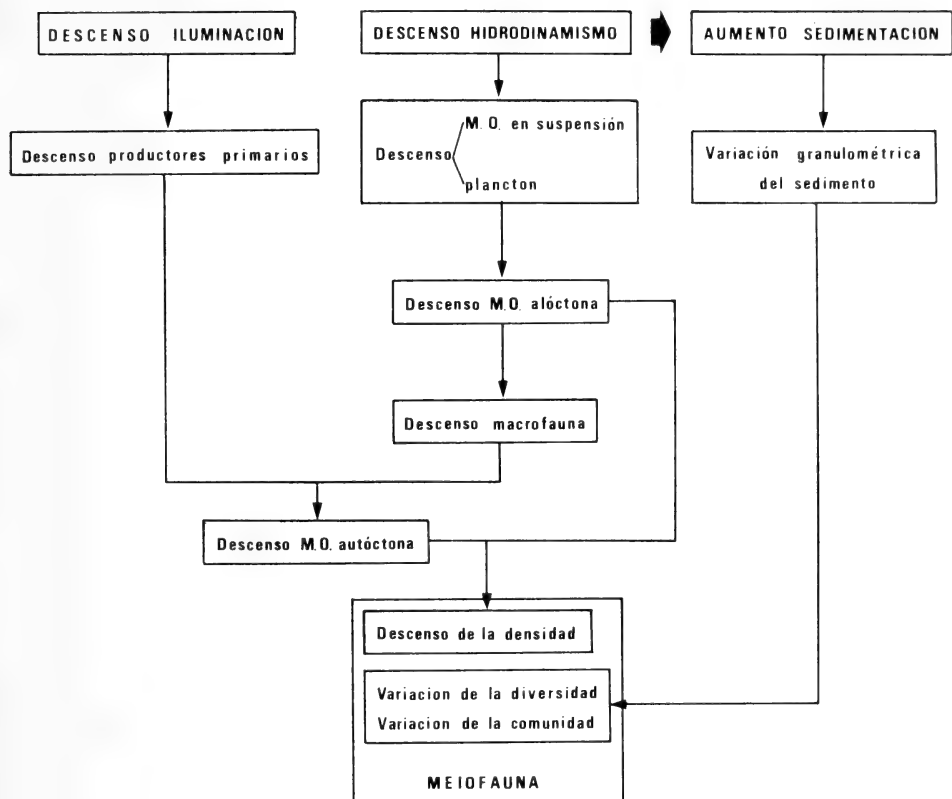 DESCENSO ILUMINACION
DESCENSO HIDRODINAMISMO
AUMENTO SEDIMENTACION
Descenso productores primarios
Descenso
M.O. en suspensión
plancton
Variación granulométrica
del sedimento
Descenso M.O. alóctona
Descenso macrofauna
Descenso M.O. autóctona
Descenso de la densidad
Variacion de la diversidad
Variacion de la comunidad
MEIOFAUNA